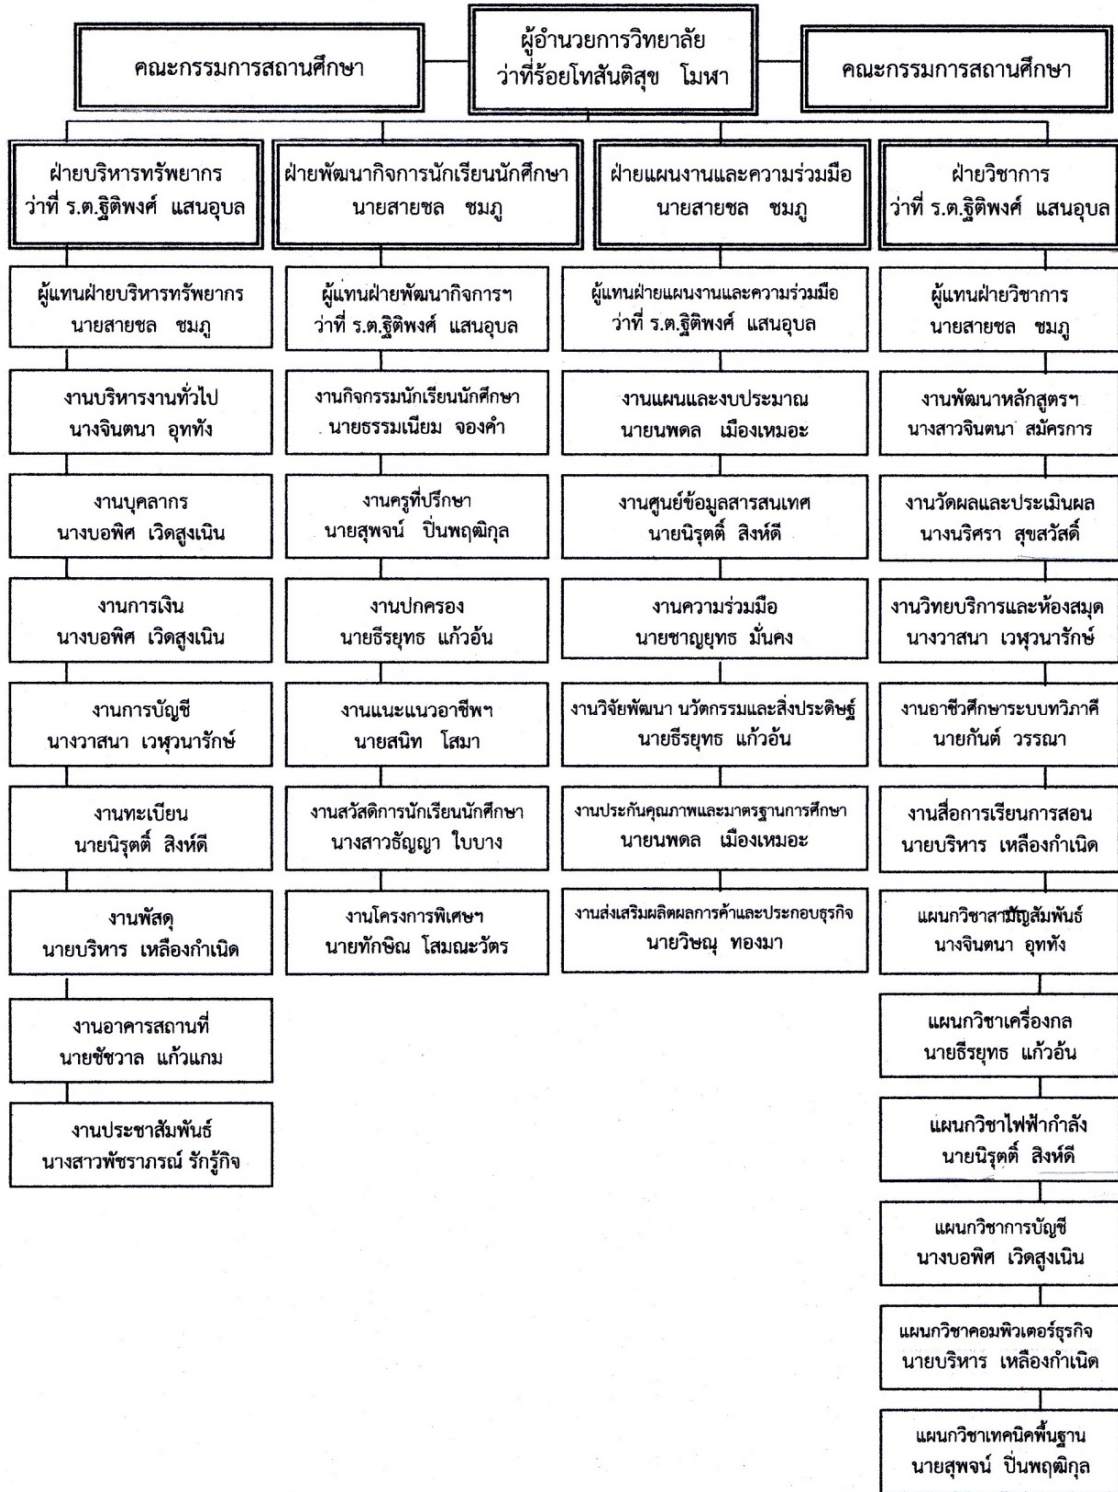 คณะกรรมการสถานศึกษา
ผู้อำนวยการวิทยาลัย
ว่าที่ร้อยโทสันติสุข โมฬา
คณะกรรมการสถานศึกษา
ฝ่ายบริหารทรัพยากร
ว่าที่ ร.ต.ฐิติพงศ์ แสนอุบล
ผู้แทนฝ่ายบริหารทรัพยากร
นายสายชล ชมภู
งานบริหารงานทั่วไป
นางจินตนา อุททัง
งานบุคลากร
นางบอพิศ เวิดสูงเนิน
งานการเงิน
นางบอพิศ เวิดสูงเนิน
งานการบัญชี
นางวาสนา เวฬุวนารักษ์
งานทะเบียน
นายนิรุตติ์ สิงห์ดี
งานพัสดุ
นายบริหาร เหลืองกำเนิด
งานอาคารสถานที่
นายชัชวาล แก้วแกม
งานประชาสัมพันธ์
นางสาวพัชราภรณ์ รักรู้กิจ
ฝ่ายพัฒนากิจการนักเรียนนักศึกษา
นายสายชล ชมภู
ผู้แทนฝ่ายพัฒนากิจการฯ
ว่าที่ ร.ต.ฐิติพงศ์ แสนอุบล
งานกิจกรรมนักเรียนนักศึกษา
นายธรรมเนียม จองคำ
งานครูที่ปรึกษา
นายสุพจน์ ปิ่นพฤฒิกุล
งานปกครอง
นายธีรยุทธ แก้วอ้น
งานแนะแนวอาชีพฯ
นายสนิท โสมา
งานสวัสดิการนักเรียนนักศึกษา
นางสาวธัญญา ใบบาง
งานโครงการพิเศษฯ
นายทักษิณ โสมณะวัตร
ฝ่ายแผนงานและความร่วมมือ
นายสายชล ชมภู
ผู้แทนฝ่ายแผนงานและความร่วมมือ
ว่าที่ ร.ต.ฐิติพงศ์ แสนอุบล
งานแผนและงบประมาณ
นายนพดล เมืองเหมอะ
งานศูนย์ข้อมูลสารสนเทศ
นายนิรุตติ์ สิงห์ดี
งานความร่วมมือ
นายชาญยุทธ มั่นคง
งานวิจัยพัฒนา นวัตกรรมและสิ่งประดิษฐ์
นายธีรยุทธ แก้วอ้น
งานประกันคุณภาพและมาตรฐานการศึกษา
นายนพดล เมืองเหมอะ
งานส่งเสริมผลิตผลการค้าและประกอบธุรกิจ
นายวิษณุ ทองมา
ฝ่ายวิชาการ
ว่าที่ ร.ต.ฐิติพงศ์ แสนอุบล
ผู้แทนฝ่ายวิชาการ
นายสายชล ชมภู
งานพัฒนาหลักสูตรฯ
นางสาวจินตนา สมัครการ
งานวัดผลและประเมินผล
นางนริศรา สุขสวัสดิ์
งานวิทยบริการและห้องสมุด
นางวาสนา เวฬุวนารักษ์
งานอาชีวศึกษาระบบทวิภาคี
นายกันต์ วรรณา
งานสื่อการเรียนการสอน
นายบริหาร เหลืองกำเนิด
แผนกวิชาสามัญสัมพันธ์
นางจินตนา อุททัง
แผนกวิชาเครื่องกล
นายธีรยุทธ แก้วอ้น
แผนกวิชาไฟฟ้ากำลัง
นายนิรุตติ์ สิงห์ดี
แผนกวิชาการบัญชี
นางบอพิศ เวิดสูงเนิน
แผนกวิชาคอมพิวเตอร์ธุรกิจ
นายบริหาร เหลืองกำเนิด
แผนกวิชาเทคนิคพื้นฐาน
นายสุพจน์ ปิ่นพฤฒิกุล